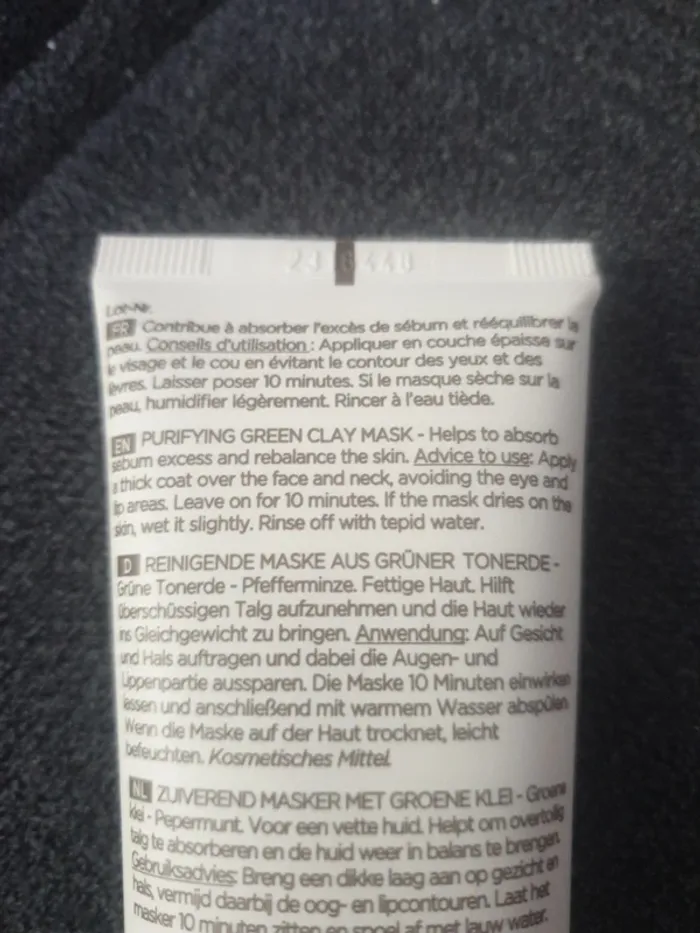 Lot-Nr.
FR Contribue à absorber l'excès de sébum et rééquilibrer la
peau. Conseils d'utilisation : Appliquer en couche épaisse sur
le visage et le cou en évitant le contour des yeux et des
lèvres. Laisser poser 10 minutes. Si le masque sèche sur la
peau, humidifier légèrement. Rincer à l'eau tiède.
EN PURIFYING GREEN CLAY MASK - Helps to absorb
sebum excess and rebalance the skin. Advice to use: Apply
a thick coat over the face and neck, avoiding the eye and
lip areas. Leave on for 10 minutes. If the mask dries on the
skin, wet it slightly. Rinse off with tepid water.
D REINIGENDE MASKE AUS GRÜNER TONERDE -
Grüne Tonerde - Pfefferminze. Fettige Haut. Hilft
überschüssigen Talg aufzunehmen und die Haut wieder
ins Gleichgewicht zu bringen. Anwendung: Auf Gesicht
und Hals auftragen und dabei die Augen- und
Lippenpartie aussparen. Die Maske 10 Minuten einwirken
lassen und anschließend mit warmem Wasser abspülen.
Wenn die Maske auf der Haut trocknet, leicht
befeuchten. Kosmetisches Mittel.
NL ZUIVEREND MASKER MET GROENE KLEI - Groene
klei - Pepermunt. Voor een vette huid. Helpt om overtollig
talg te absorberen en de huid weer in balans te brengen.
Gebruiksadvies: Breng een dikke laag aan op gezicht en
hals, vermijd daarbij de oog- en lipcontouren. Laat het
masker 10 minuten zitten en spoel af met lauw water.